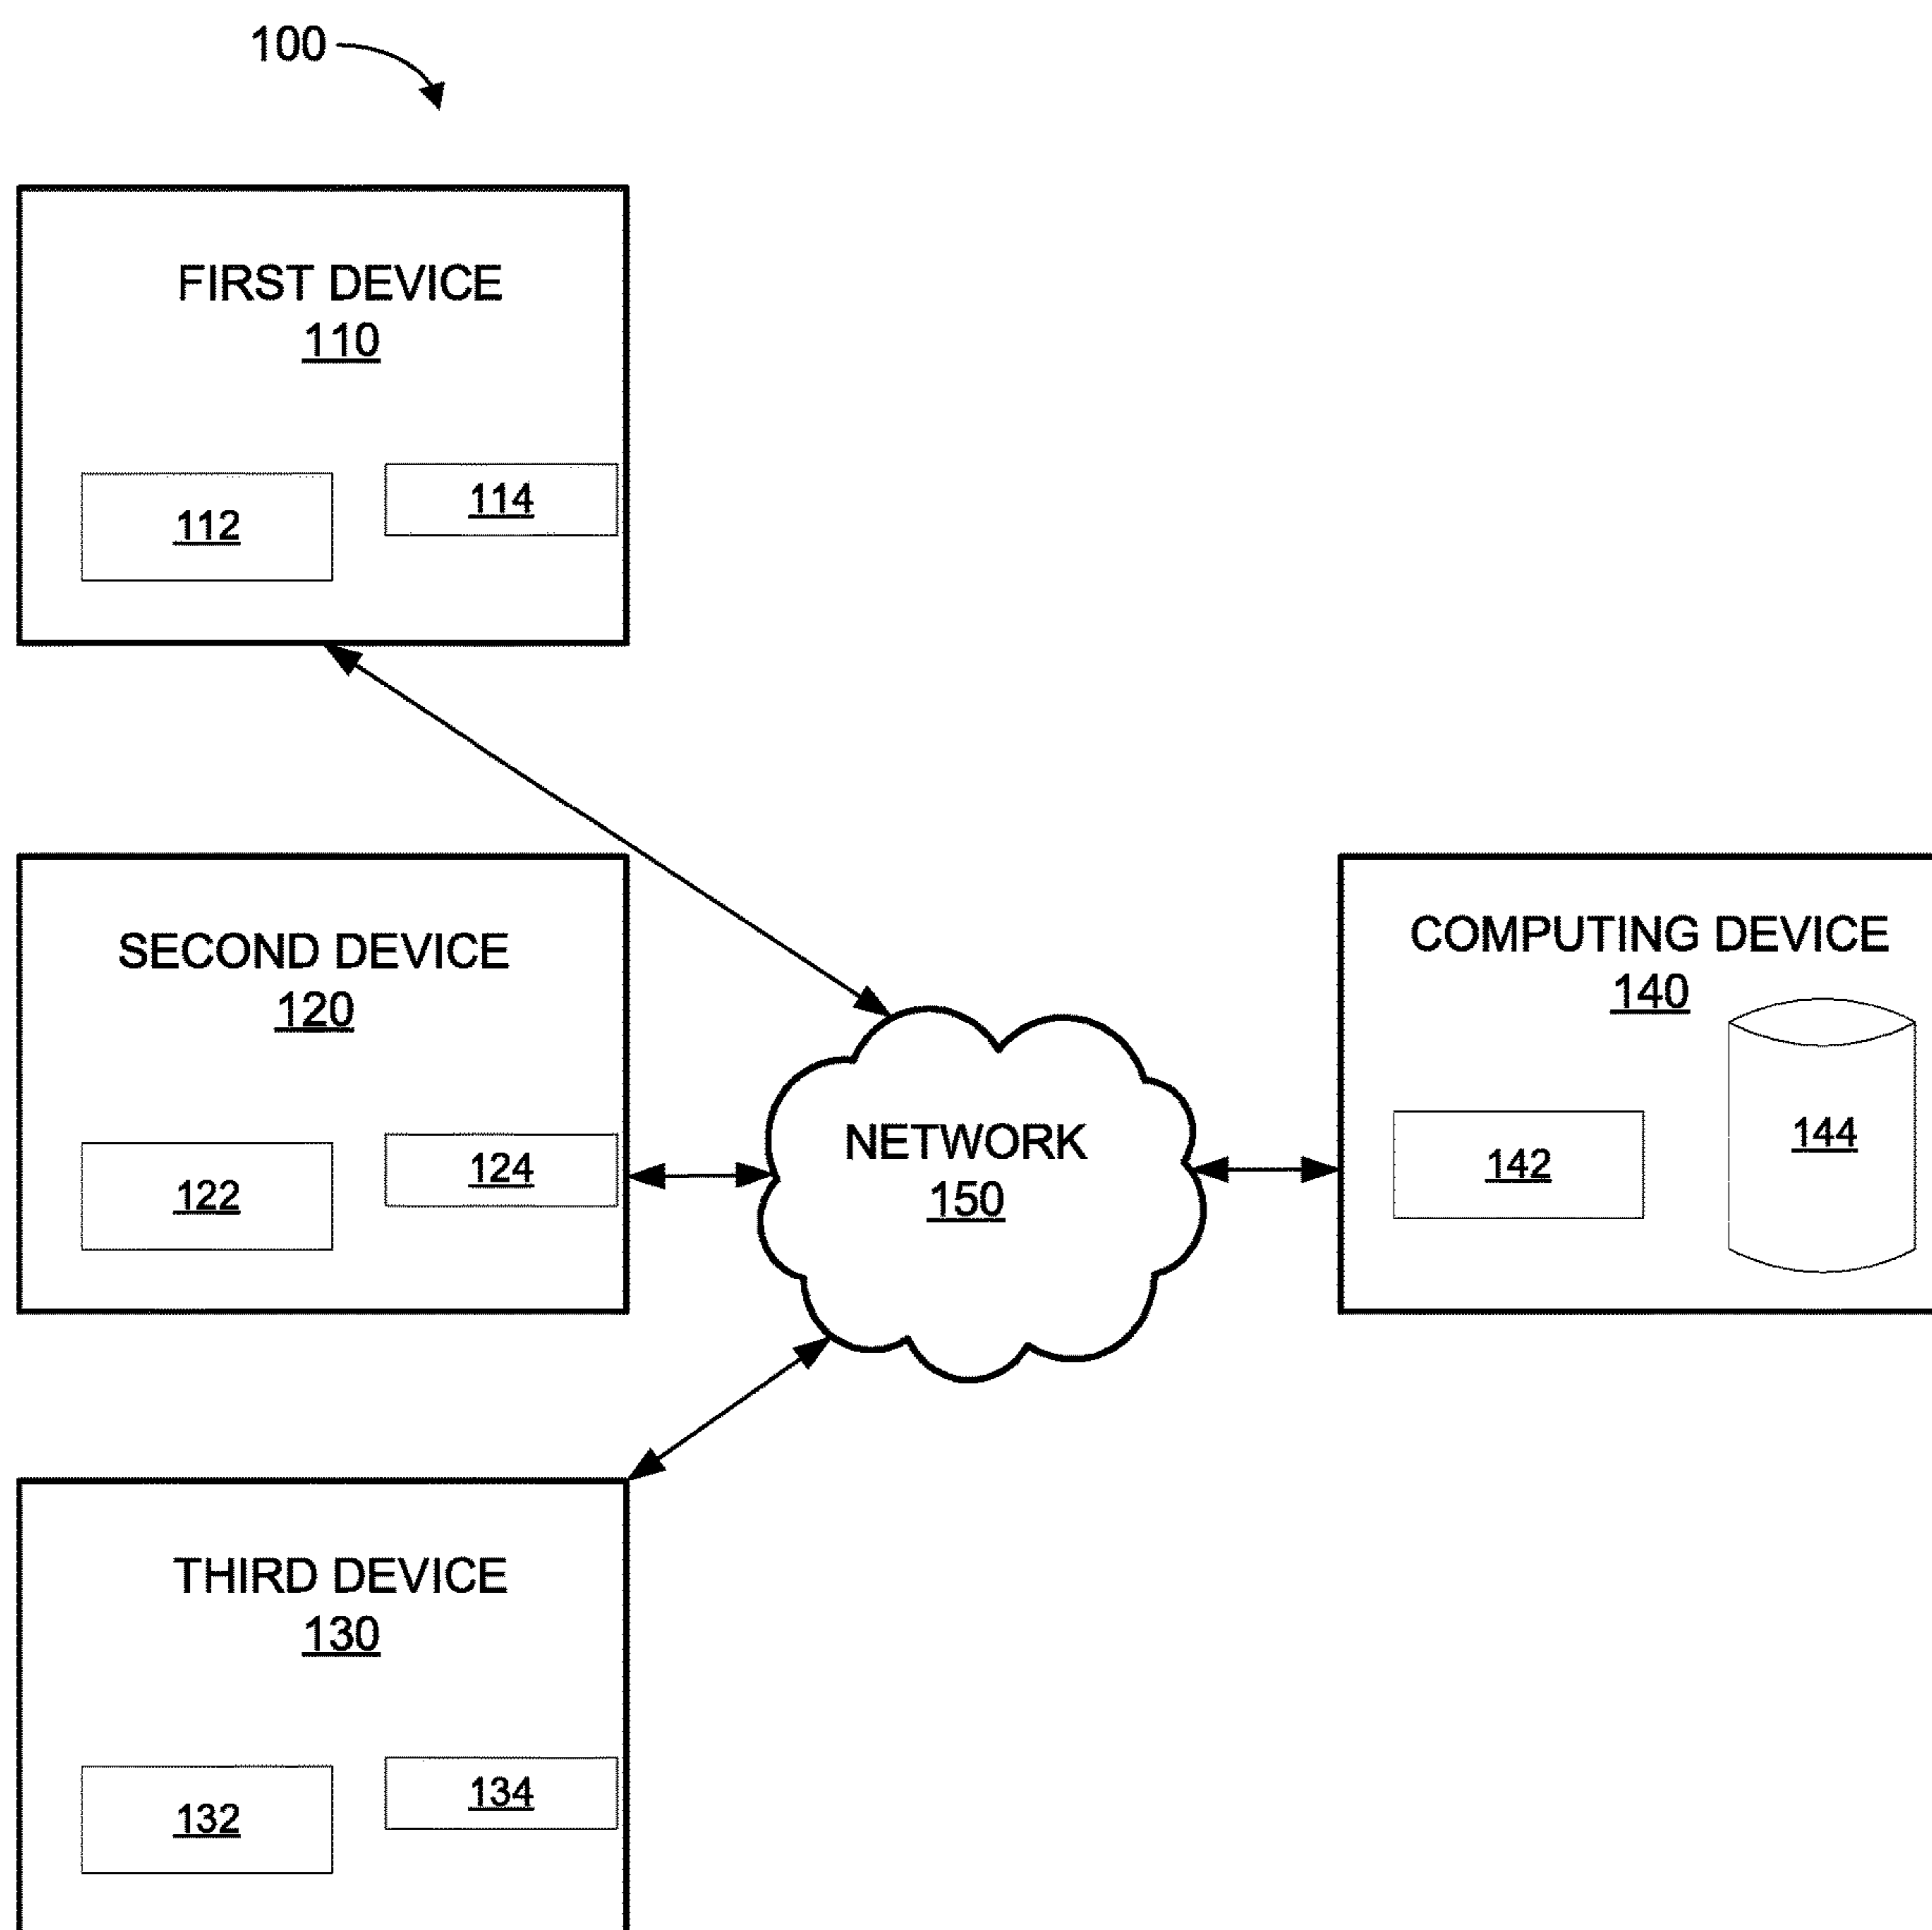 100
FIRST DEVICE
110
112
114
SECOND DEVICE
120
122
124
NETWORK
150
COMPUTING DEVICE
140
142
144
THIRD DEVICE
130
132
134